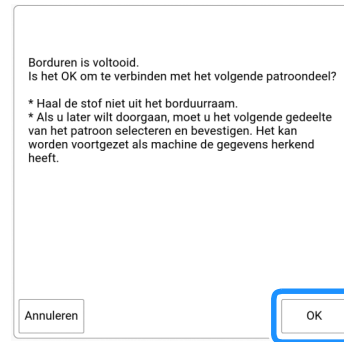 Borduren is voltooid.
Is het OK om te verbinden met het volgende patroondeel?
* Haal de stof niet uit het borduurraam.
* Als u later wilt doorgaan, moet u het volgende gedeelte
van het patroon selecteren en bevestigen. Het kan
worden voortgezet als machine de gegevens herkend
heeft.
Annuleren
OK